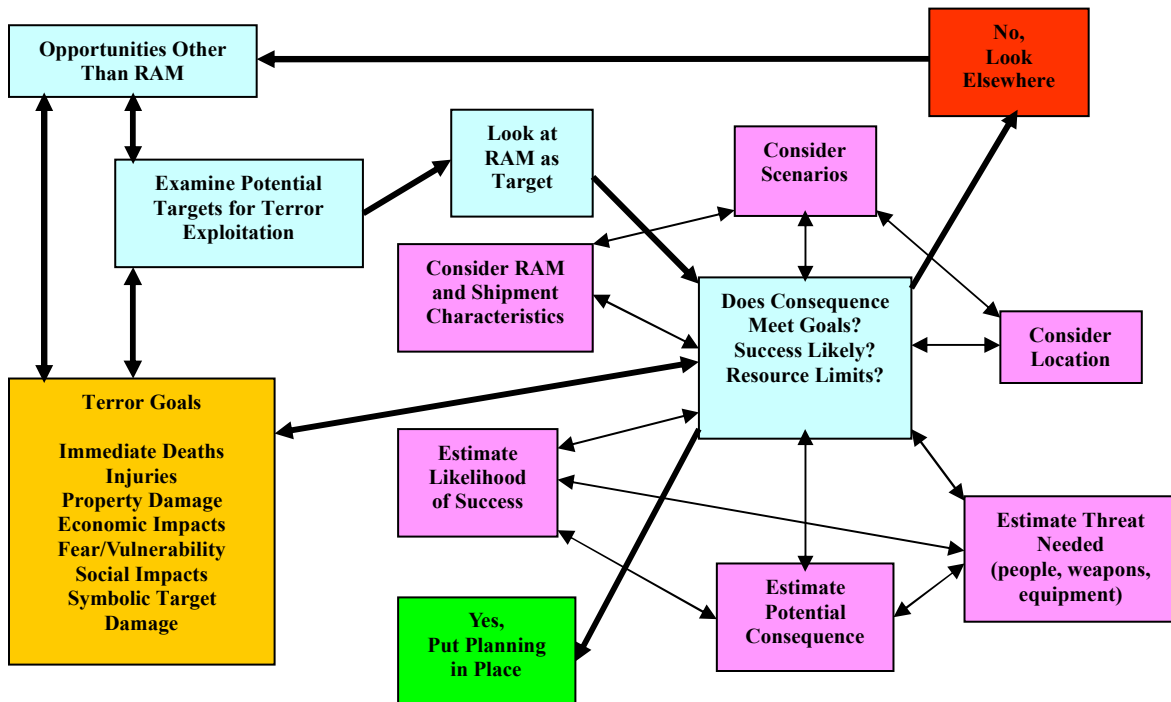 Opportunities Other
Than RAM
No,
Look
Elsewhere
Look at
RAM as
Target
Consider
Scenarios
Examine Potential
Targets for Terror
Exploitation
Consider RAM
and Shipment
Characteristics
Does Consequence
Meet Goals?
Success Likely?
Resource Limits?
Consider
Location
Terror Goals
Immediate Deaths
Injuries
Property Damage
Economic Impacts
Fear/Vulnerability
Social Impacts
Symbolic Target
Damage
Estimate
Likelihood
of Success
Estimate Threat
Needed
(people, weapons,
equipment)
Estimate
Potential
Consequence
Yes,
Put Planning
in Place